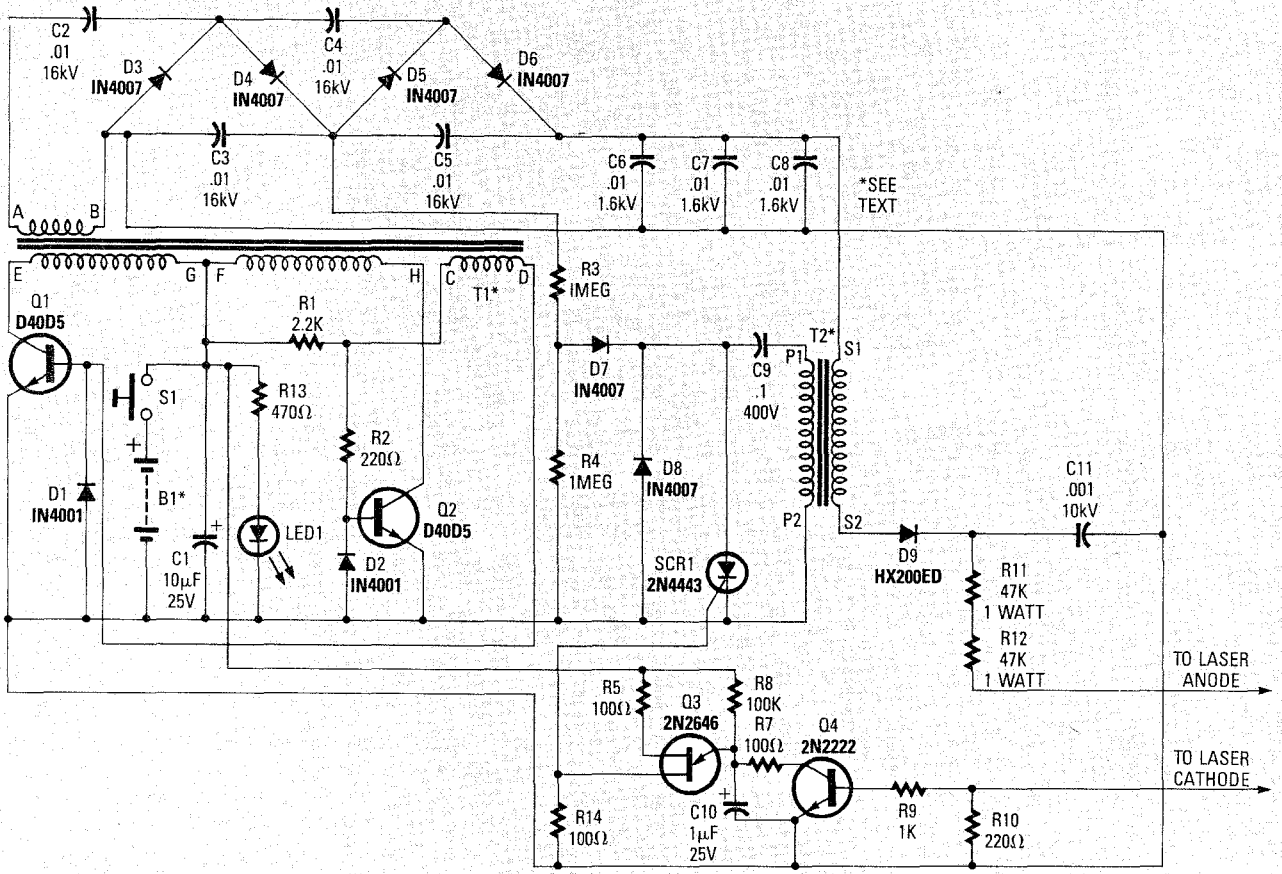 C2
.01
16kV
D3
IN4007
D4
IN4007
C4
.01
16kV
D5
IN4007
D6
IN4007
C3
.01
16kV
C5
.01
16kV
C6
.01
1.6kV
C7
.01
1.6kV
C8
.01
1.6kV
*SEE
TEXT
A
B
E
G
F
H
C
D
T1*
Q1
D40D5
R1
2.2K
R3
IMEG
D7
IN4007
C9
.1
400V
P1
T2*
S1
S1
R13
470Ω
R2
220Ω
R4
1MEG
D8
IN4007
P2
S2
D9
HX200ED
C11
.001
10kV
D1
IN4001
+
B1*
C1
10µF
25V
+
LED1
D2
IN4001
Q2
D40D5
SCR1
2N4443
R11
47K
1 WATT
R12
47K
1 WATT
TO LASER
ANODE
R5
100Ω
Q3
2N2646
R8
100K
R7
100Ω
Q4
2N2222
TO LASER
CATHODE
R14
100Ω
+
C10
1µF
25V
R9
1K
R10
220Ω